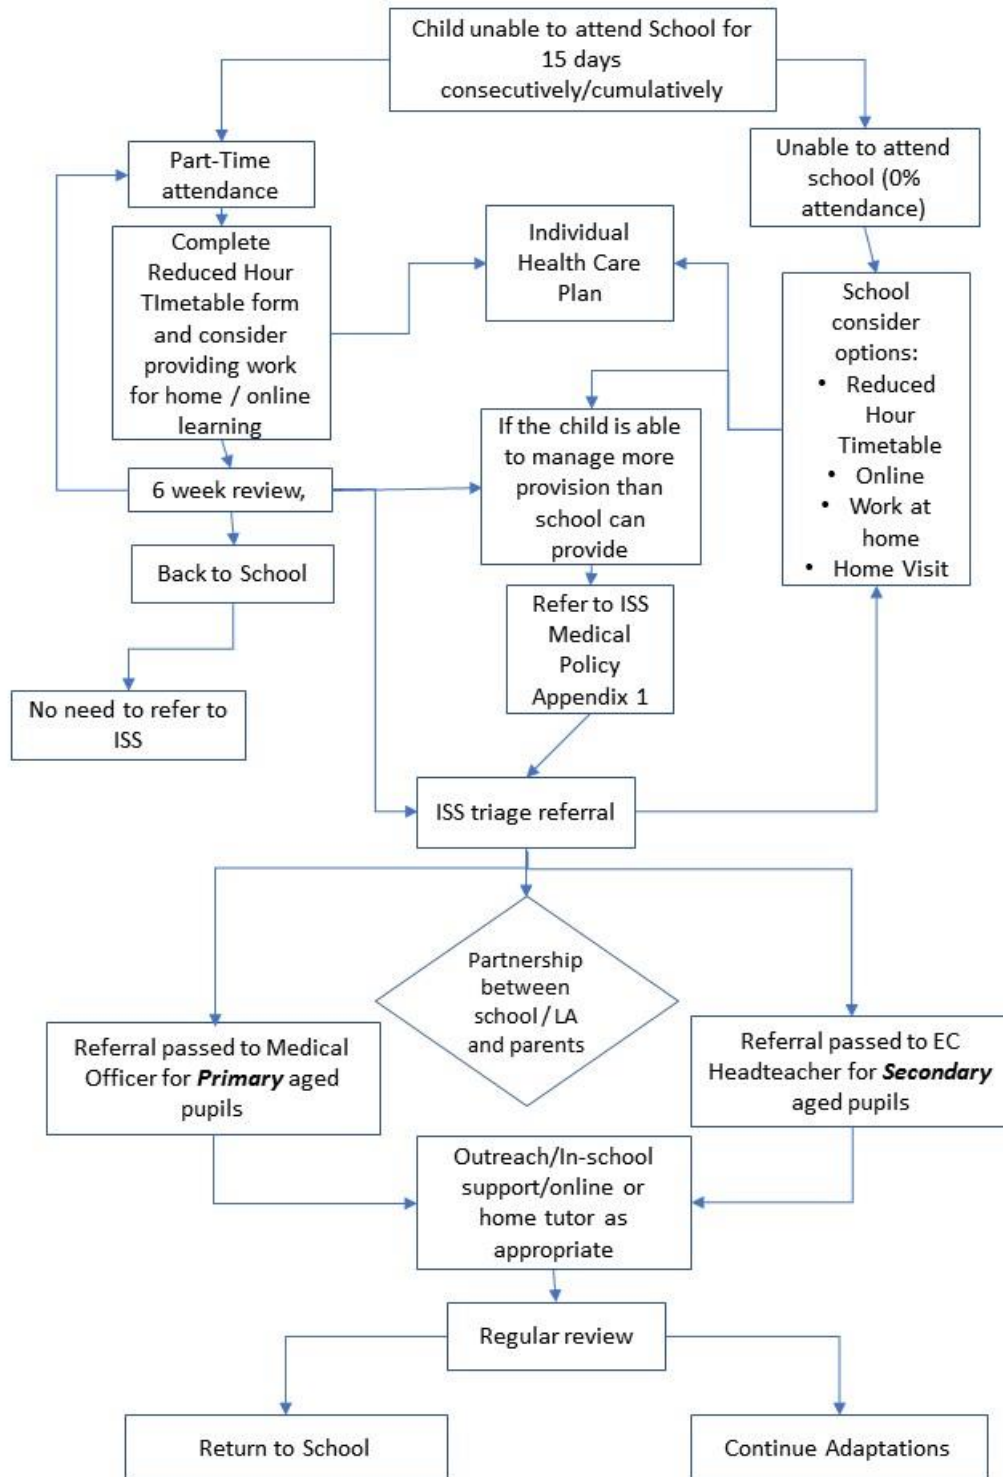 Child unable to attend School for
15 days
consecutively/cumulatively
Part-Time
attendance
Unable to attend
school (0%
attendance)
Complete
Reduced Hour
TImetable form
and consider
providing work
for home / online
learning
Individual
Health Care
Plan
School
consider
options:
• Reduced
Hour
Timetable
• Online
• Work at
home
• Home Visit
If the child is able
to manage more
provision than
school can
provide
6 week review,
Back to School
Refer to ISS
Medical
Policy
Appendix 1
No need to refer to
ISS
ISS triage referral
Partnership
between
school / LA
and parents
Referral passed to Medical
Officer for Primary aged
pupils
Referral passed to EC
Headteacher for Secondary
aged pupils
Outreach/In-school
support/online or
home tutor as
appropriate
Regular review
Return to School
Continue Adaptations